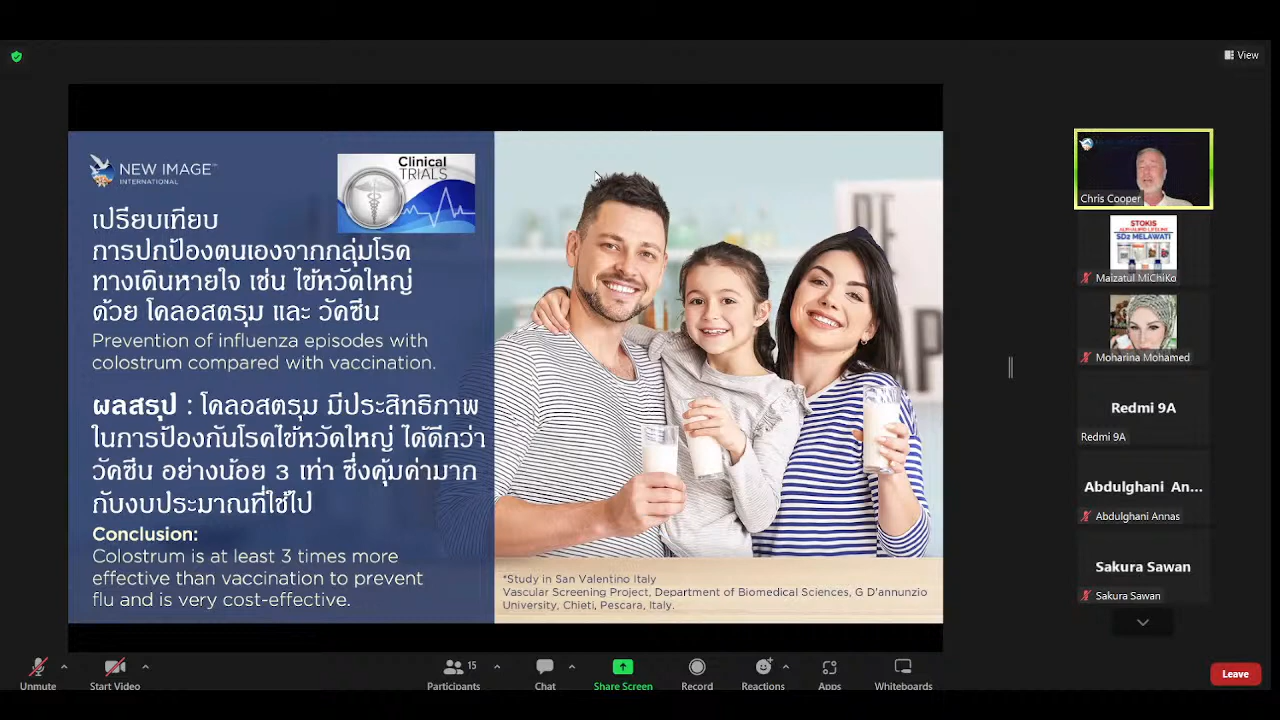 View
NEW IMAGE™
INTERNATIONAL
Clinical
TRIALS
เปรียบเทียบ
การปกป้องตนเองจากกลุ่มโรค
ทางเดินหายใจ เช่น ไข้หวัดใหญ่
ด้วย โคลอสตรุม และ วัคซีน
Prevention of influenza episodes with
colostrum compared with vaccination.
ผลสรุป : โคลอสตรุม มีประสิทธิภาพ
ในการป้องกันโรคไข้หวัดใหญ่ ได้ดีกว่า
วัคซีน อย่างน้อย 3 เท่า ซึ่งคุ้มค่ามาก
กับงบประมาณที่ใช้ไป
Conclusion:
Colostrum is at least 3 times more
effective than vaccination to prevent
flu and is very cost-effective.
*Study in San Valentino Italy
Vascular Screening Project, Department of Biomedical Sciences, G D'annunzio
University, Chieti, Pescara, Italy.
Chris Cooper
STOKIS
ALPHALIPID LIFELINE
SD2 MELAWATI
Maizatul MiChiKo
Moharina Mohamed
Redmi 9A
Redmi 9A
Abdulghani An...
Abdulghani Annas
Sakura Sawan
Sakura Sawan
Unmute
Start Video
15
Participants
Chat
Share Screen
Record
Reactions
Apps
Whiteboards
Leave